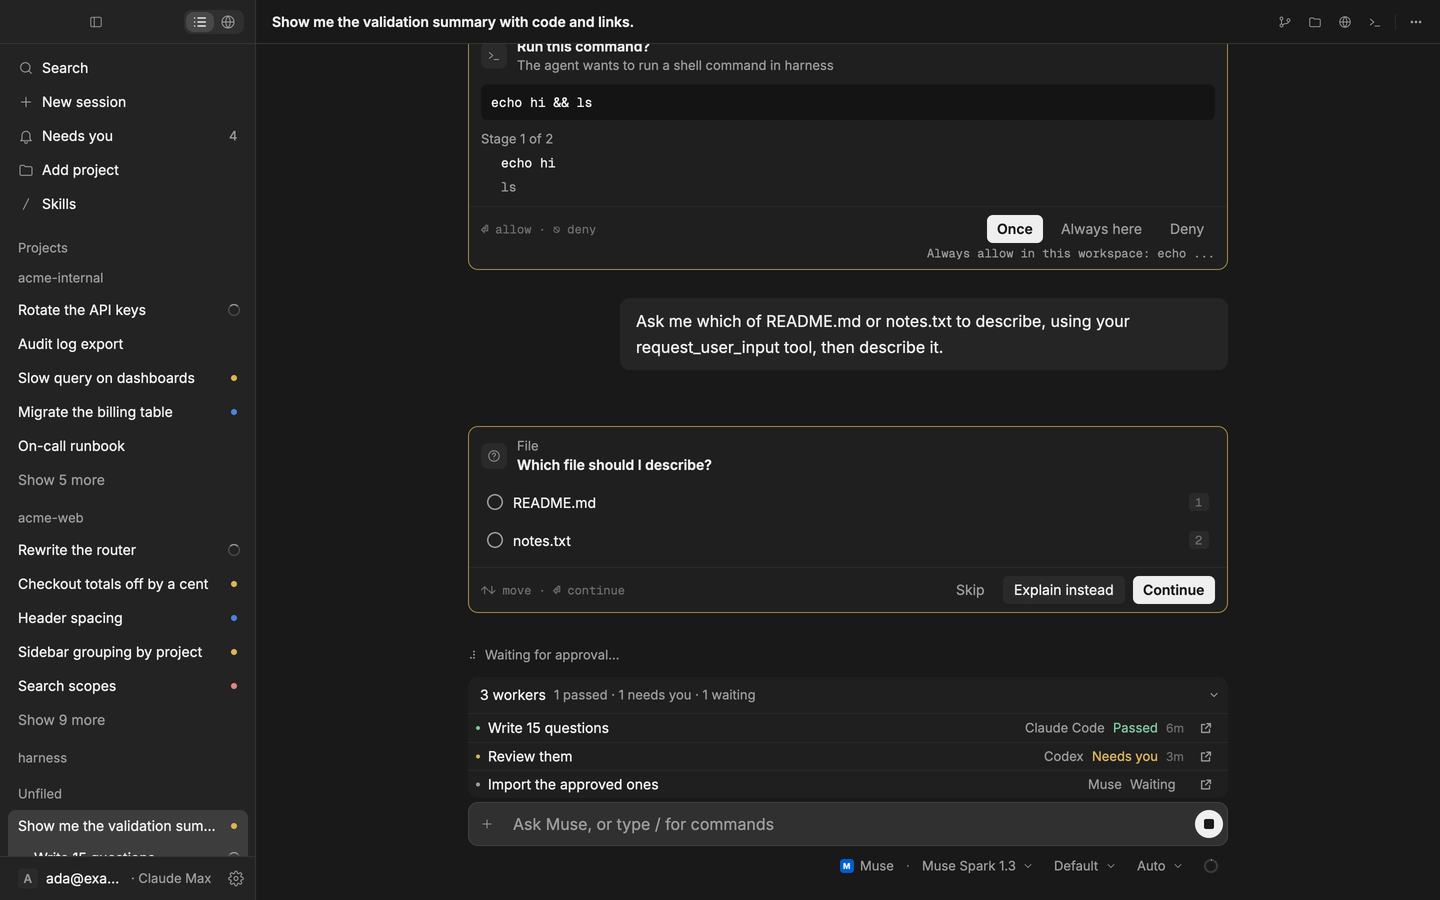 Show me the validation summary with code and links.
Search
New session
Needs you 4
Add project
Skills
Projects
acme-internal
Rotate the API keys
Audit log export
Slow query on dashboards
Migrate the billing table
On-call runbook
Show 5 more
acme-web
Rewrite the router
Checkout totals off by a cent
Header spacing
Sidebar grouping by project
Search scopes
Show 9 more
harness
Unfiled
Show me the validation sum...
Write 15 questions
A ada@exa... · Claude Max
Run this command?
The agent wants to run a shell command in harness
echo hi && ls
Stage 1 of 2
echo hi
ls
allow · deny
Once Always here Deny
Always allow in this workspace: echo ...
Ask me which of README.md or notes.txt to describe, using your
request_user_input tool, then describe it.
File
Which file should I describe?
README.md 1
notes.txt 2
move · continue
Skip Explain instead Continue
Waiting for approval...
3 workers 1 passed · 1 needs you · 1 waiting
Write 15 questions Claude Code Passed 6m
Review them Codex Needs you 3m
Import the approved ones Muse Waiting
Ask Muse, or type / for commands
M Muse · Muse Spark 1.3 Default Auto